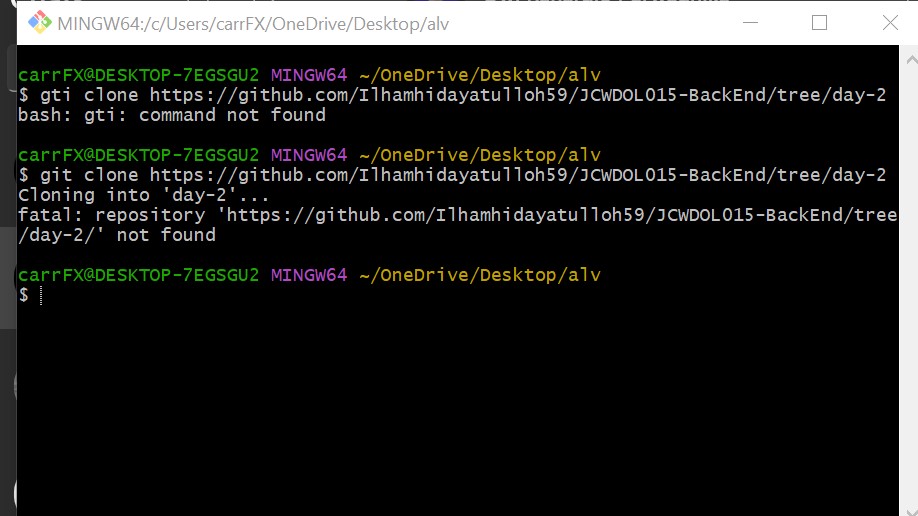 MINGW64:/c/Users/carrFX/OneDrive/Desktop/alv
carrFX@DESKTOP-7EGSGU2 MINGW64 ~/OneDrive/Desktop/alv
$ gti clone https://github.com/Ilhamhidayatulloh59/JCWDOL015-BackEnd/tree/day-2
bash: gti: command not found
carrFX@DESKTOP-7EGSGU2 MINGW64 ~/OneDrive/Desktop/alv
$ git clone https://github.com/Ilhamhidayatulloh59/JCWDOL015-BackEnd/tree/day-2
Cloning into 'day-2'...
fatal: repository 'https://github.com/Ilhamhidayatulloh59/JCWDOL015-BackEnd/tree
/day-2/' not found
carrFX@DESKTOP-7EGSGU2 MINGW64 ~/OneDrive/Desktop/alv
$